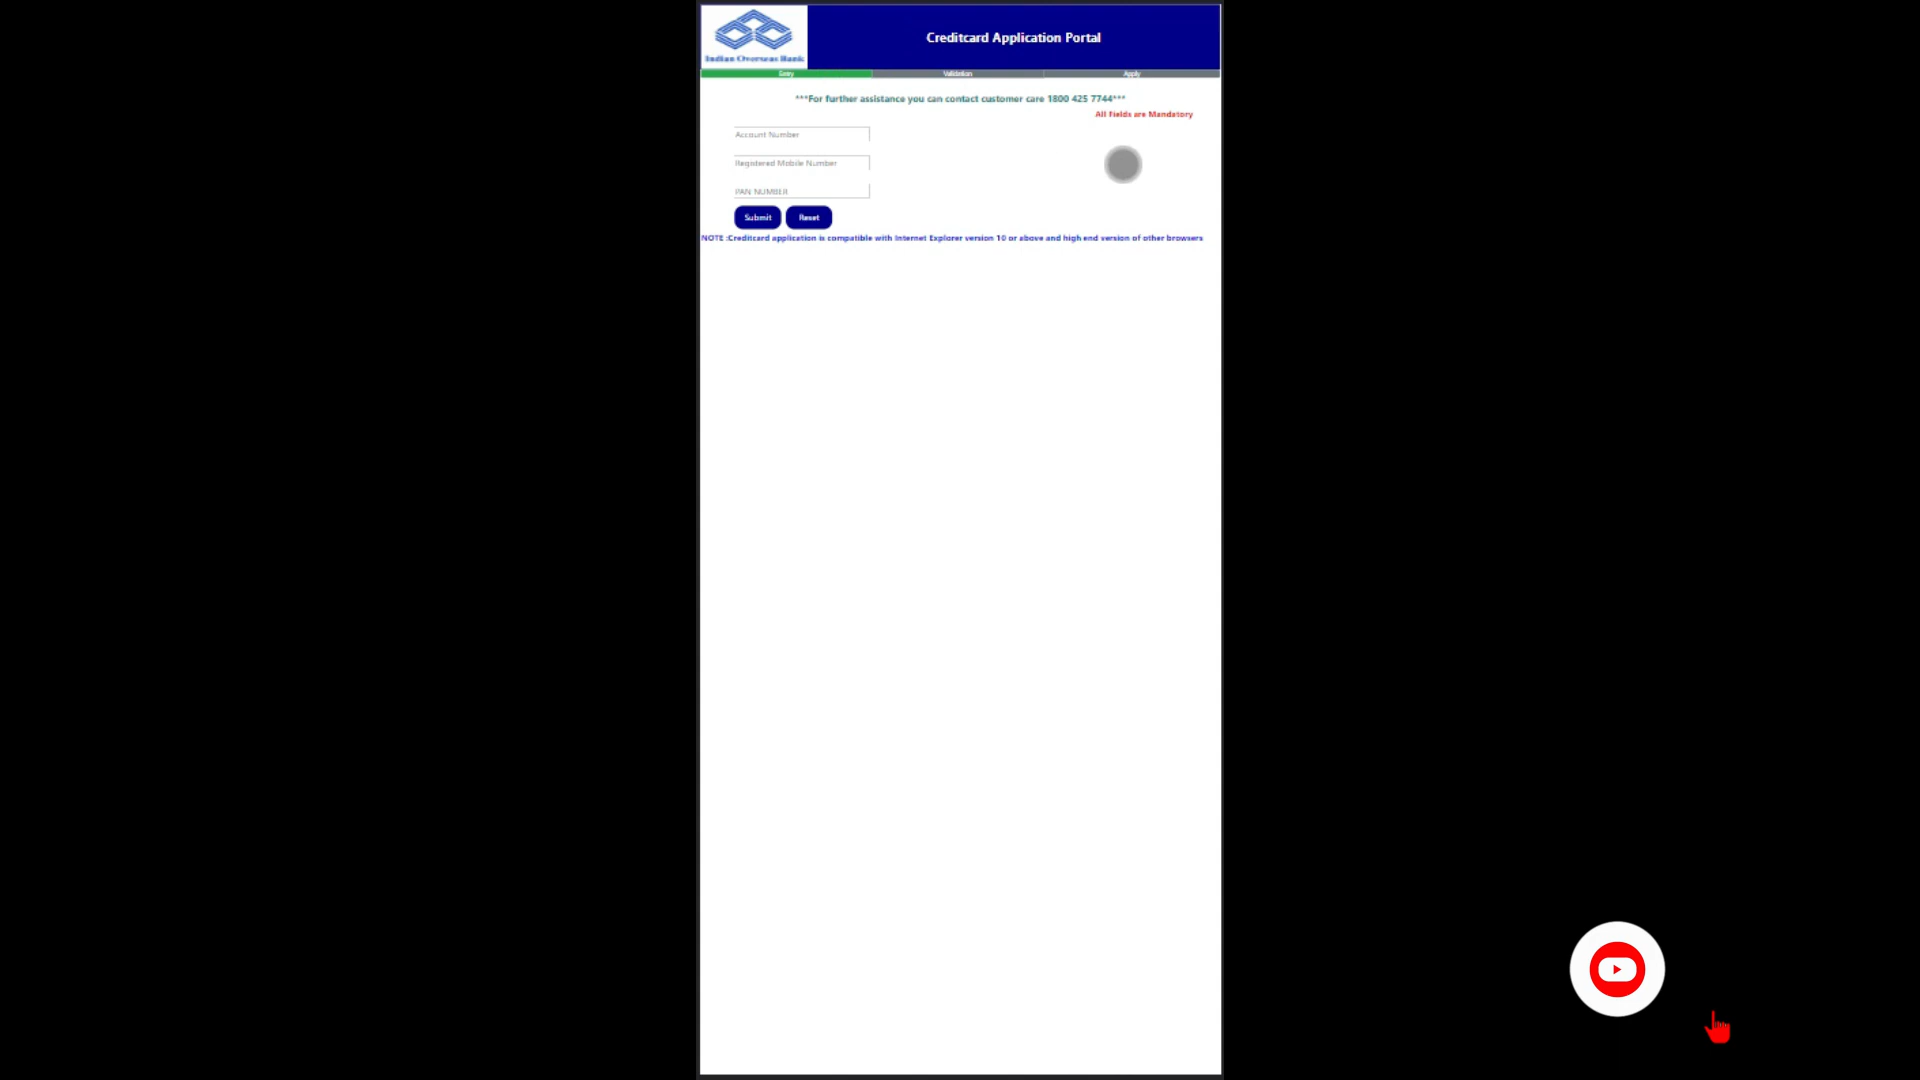 Indian Overseas Bank
Creditcard Application Portal
Entry Validation Apply
***For further assistance you can contact customer care 1800 425 7744***
All Fields are Mandatory
Account Number
Registered Mobile Number
PAN NUMBER
Submit Reset
NOTE :Creditcard application is compatible with Internet Explorer version 10 or above and high end version of other browsers